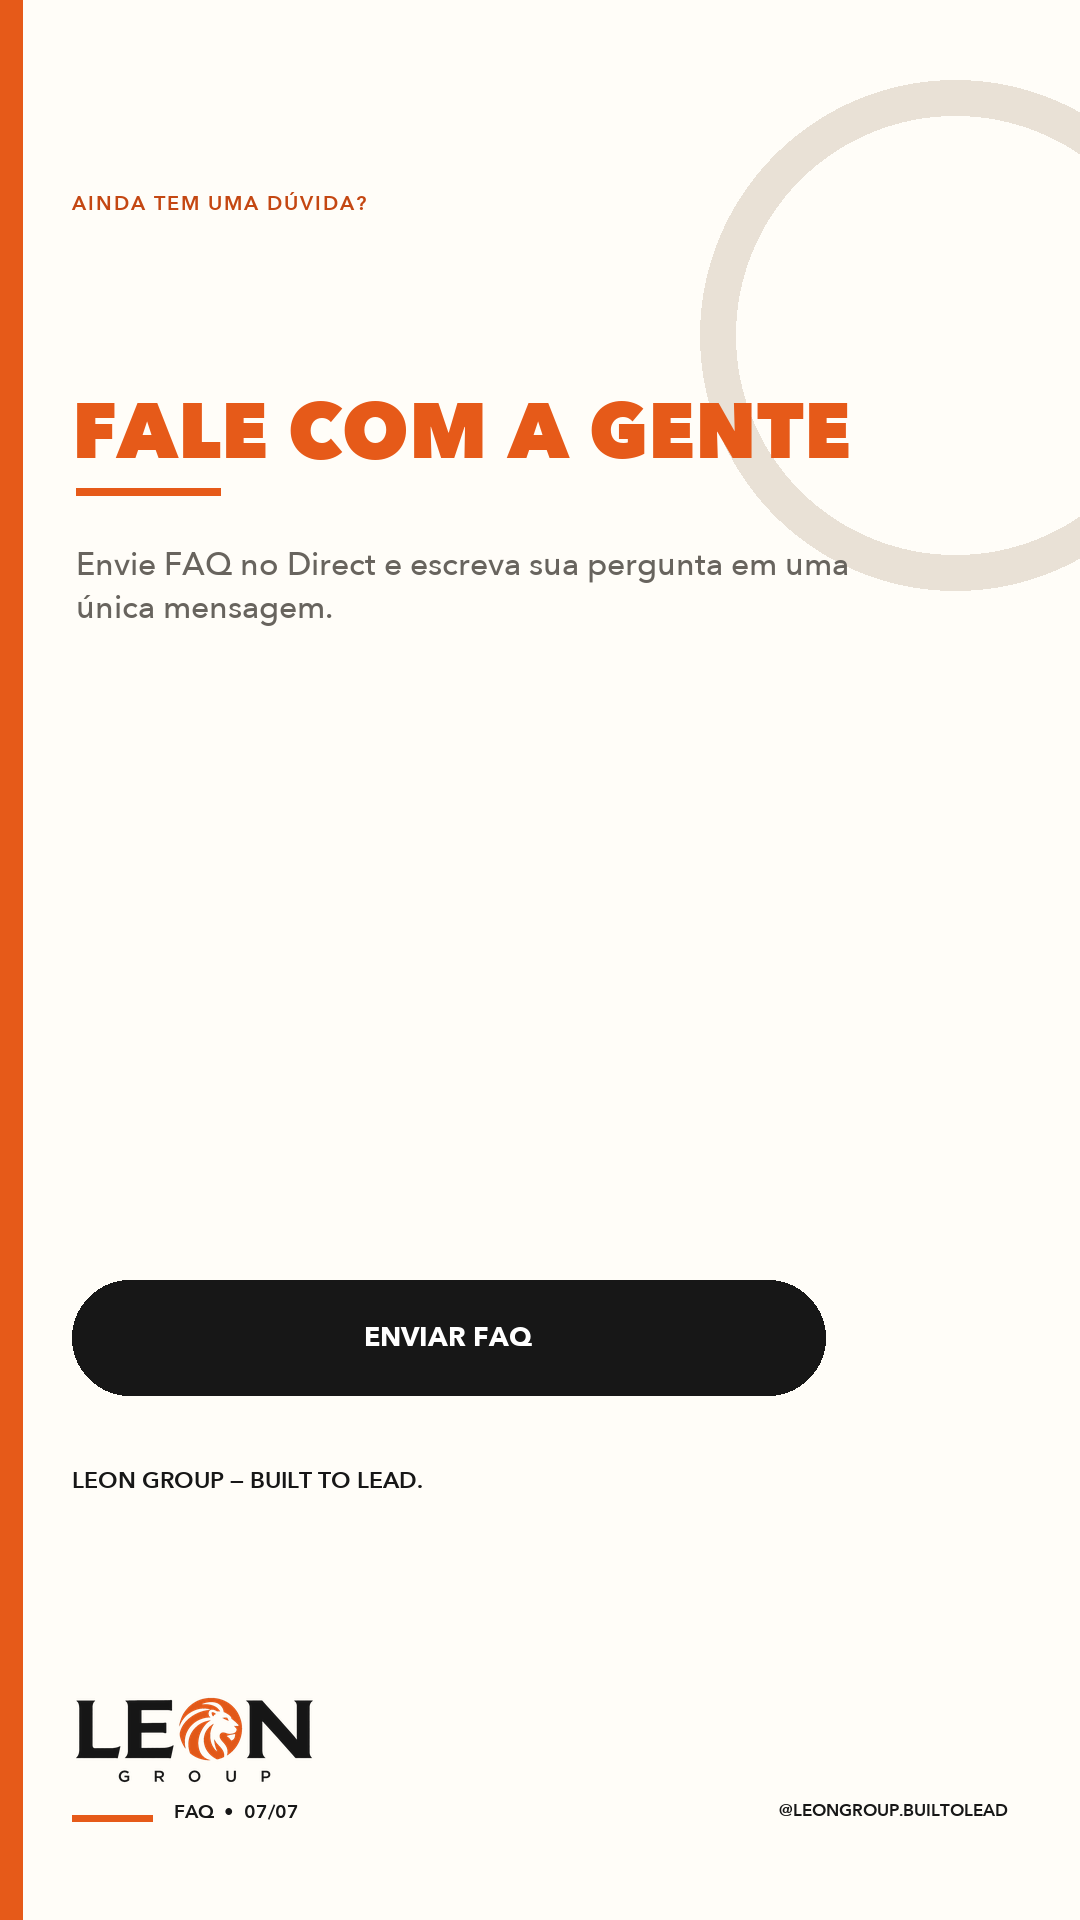 AINDA TEM UMA DÚVIDA?
FALE COM A GENTE
Envie FAQ no Direct e escreva sua pergunta em uma
única mensagem.
ENVIAR FAQ
LEON GROUP – BUILT TO LEAD.
LEON
GROUP
FAQ • 07/07
@LEONGROUP.BUILTOLEAD